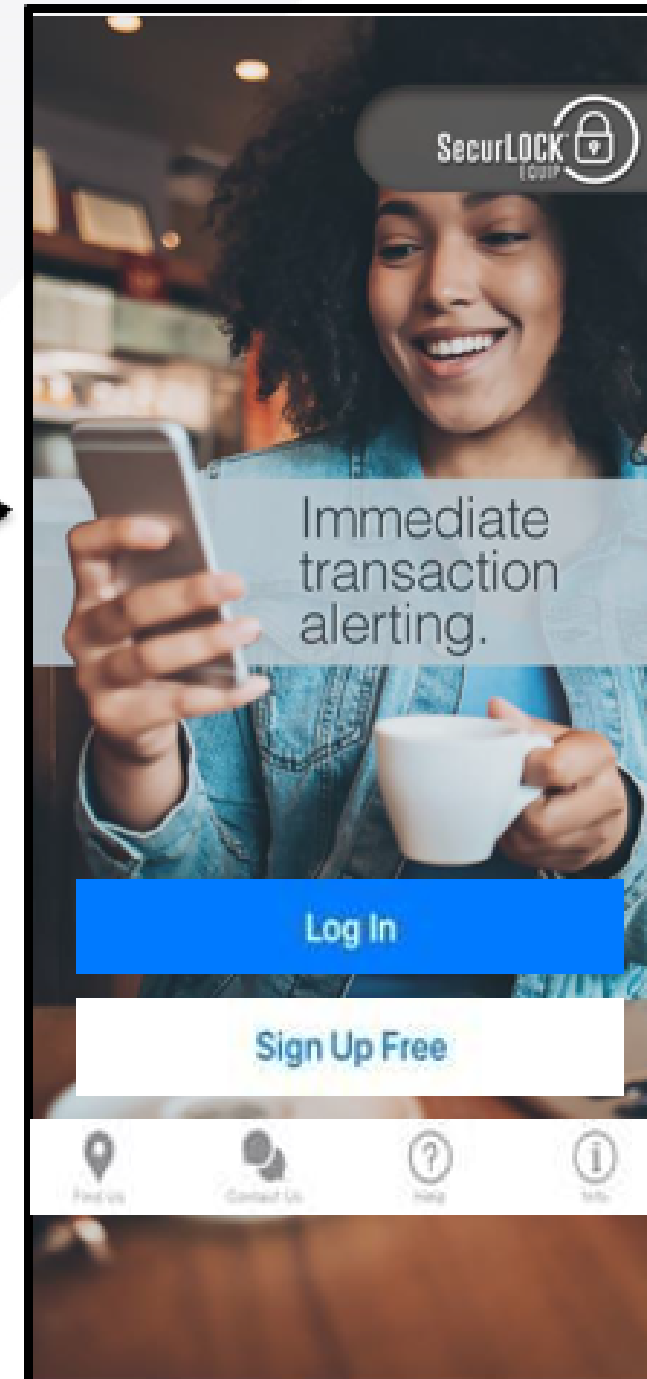 SecurLOCK
EQUIP
Immediate
transaction
alerting.
Log In
Sign Up Free
Find Us
Contact Us
Help
Info